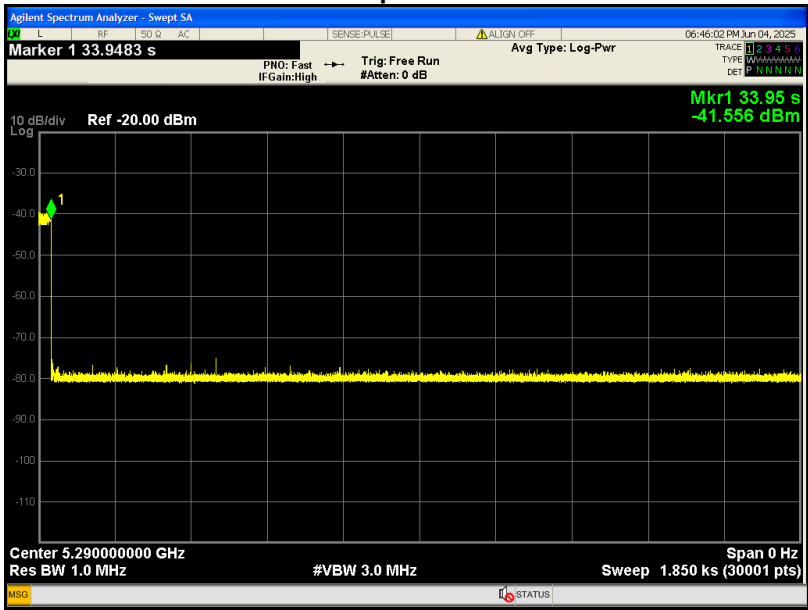 Agilent Spectrum Analyzer - Swept SA
LXI L RF 50 Ω AC SENSE:PULSE ALIGN OFF 06:46:02 PM Jun 04, 2025
Marker 1 33.9483 s
PNO: Fast
IFGain:High
Trig: Free Run
#Atten: 0 dB
Avg Type: Log-Pwr
TRACE 1 2 3 4 5 6
TYPE W
DET P N N N N N
Mkr1 33.95 s
-41.556 dBm
10 dB/div Ref -20.00 dBm
Log
1
-30.0
-40.0
-50.0
-60.0
-70.0
-80.0
-90.0
-100
-110
Center 5.290000000 GHz Span 0 Hz
Res BW 1.0 MHz #VBW 3.0 MHz Sweep 1.850 ks (30001 pts)
MSG STATUS